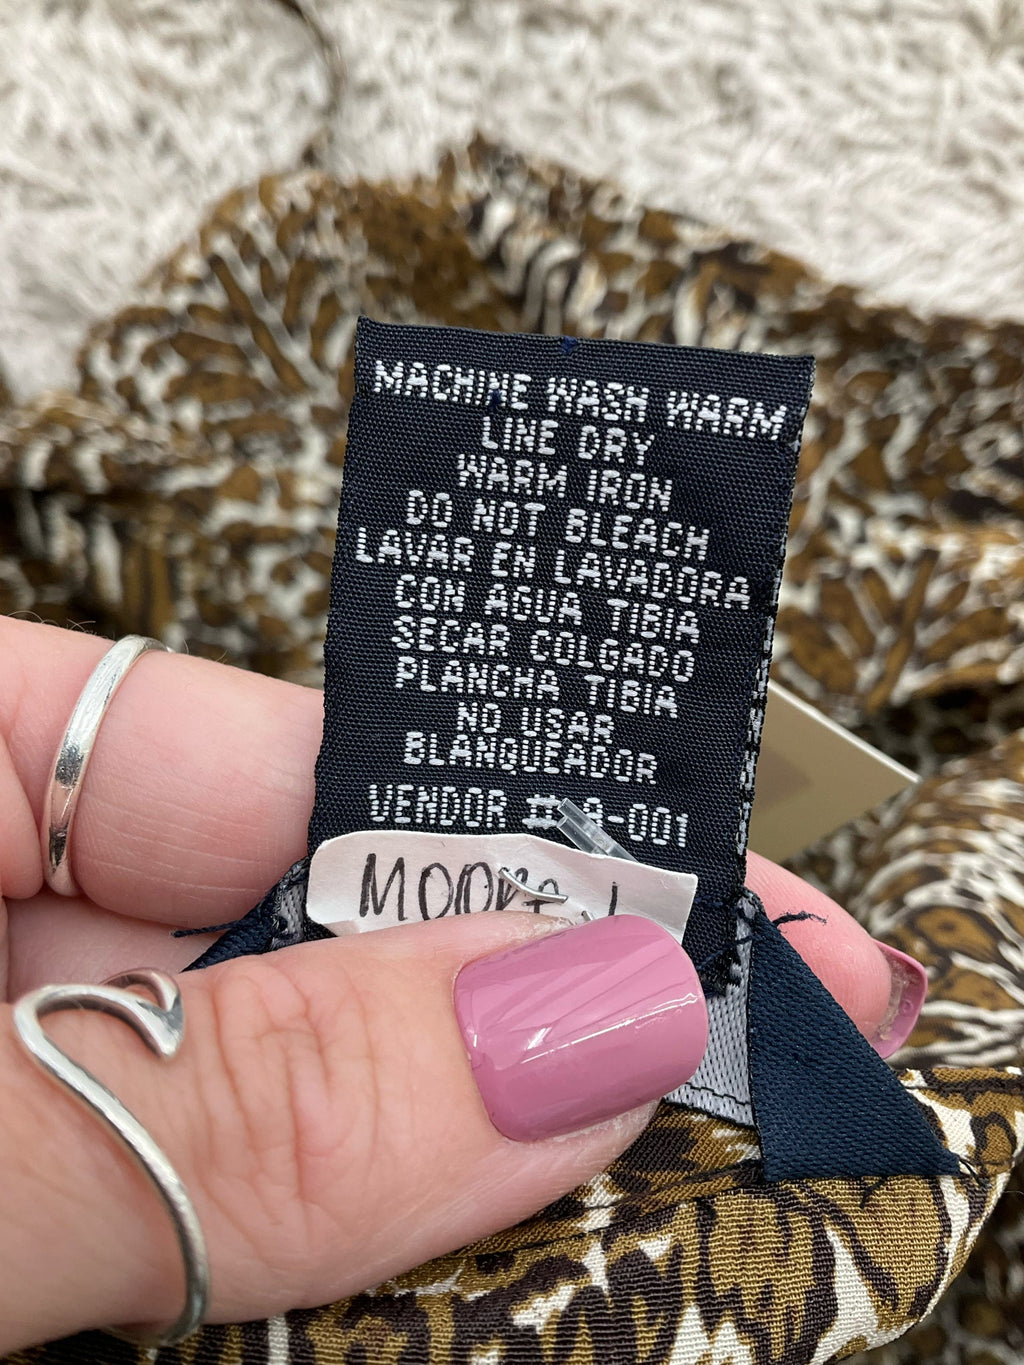 MACHINE WASH WARM
LINE DRY
WARM IRON
DO NOT BLEACH
LAVAR EN LAVADORA
CON AGUA TIBIA
SECAR COLGADO
PLANCHA TIBIA
NO USAR
BLANQUEADOR
VENDOR